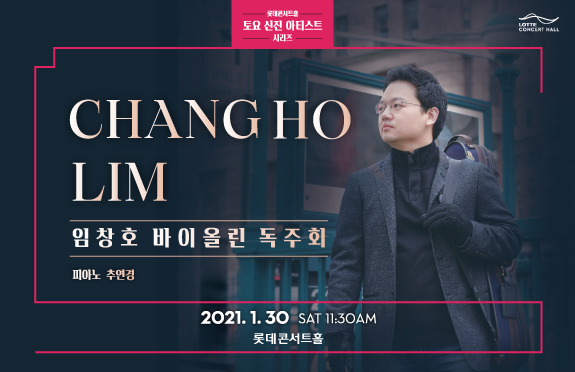 롯데콘서트홀
토요 신진 아티스트
시리즈
LOTTE
CONCERT HALL
CHANG HO
LIM
임창호 바이올린 독주회
피아노 추연경
2021. 1. 30 SAT 11:30AM
롯데콘서트홀